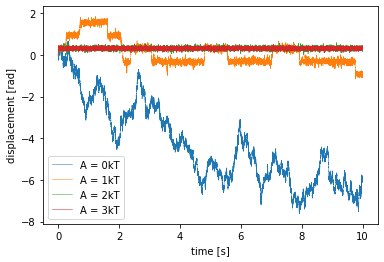 2
0
−2
−4
−6
−8
displacement [rad]
A = 0kT
A = 1kT
A = 2kT
A = 3kT
0
2
4
6
8
10
time [s]